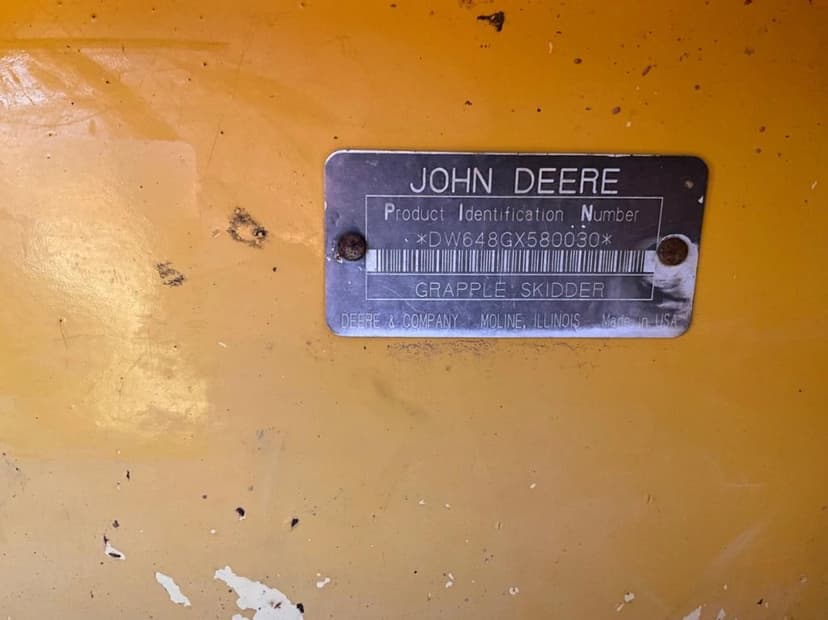 JOHN DEERE
Product Identification Number
*DW648GX580030*
GRAPPLE SKIDDER
DEERE & COMPANY MOLINE, ILLINOIS Made in USA